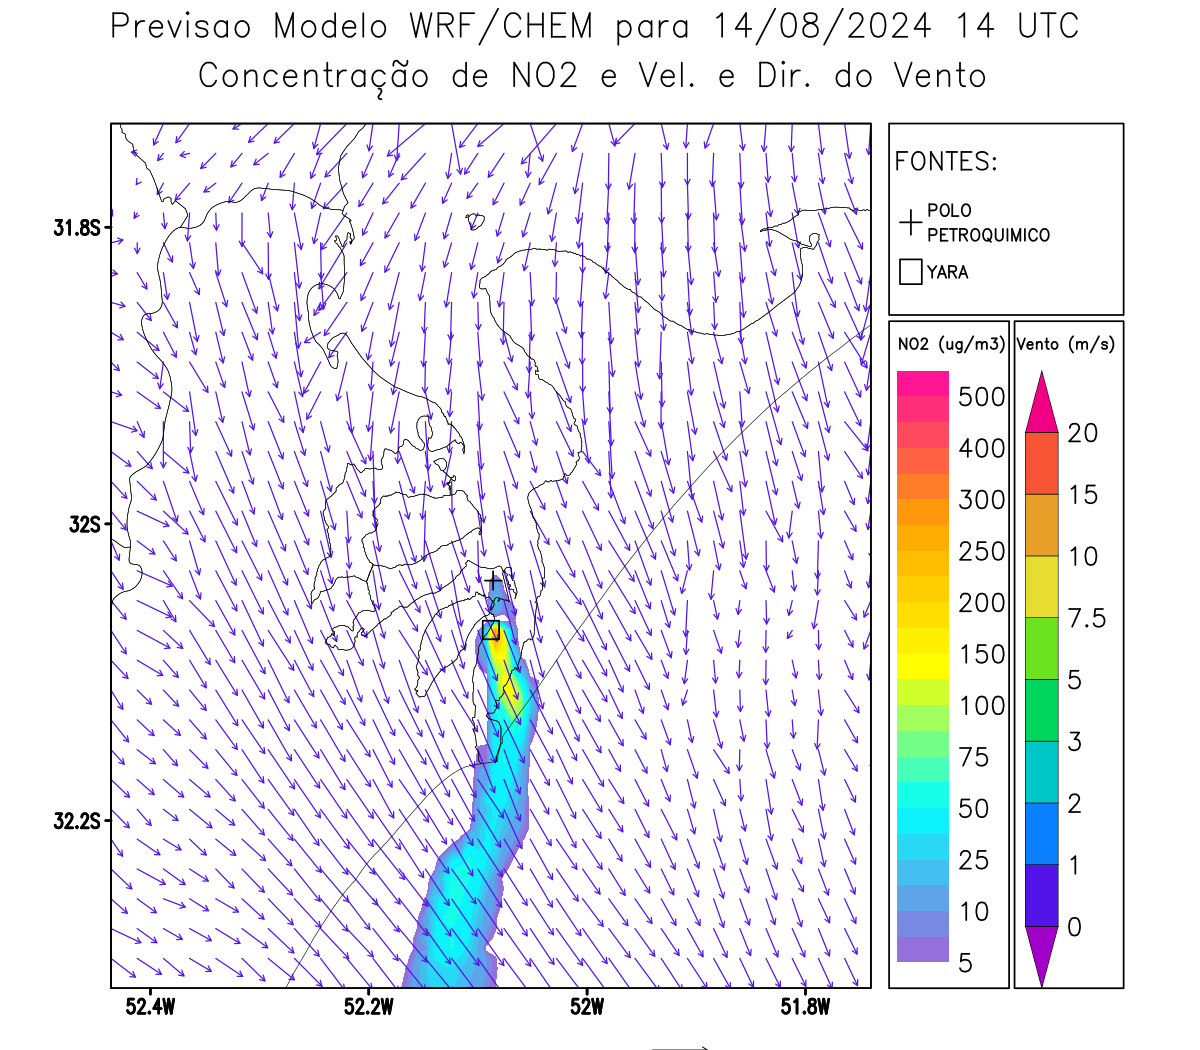 Previsao Modelo WRF/CHEM para 14/08/2024 14 UTC
Concentração de NO2 e Vel. e Dir. do Vento
FONTES:
POLO
PETROQUIMICO
YARA
NO2 (ug/m3)
500
400
300
250
200
150
100
75
50
25
10
5
Vento (m/s)
20
15
10
7.5
5
3
2
1
0
31.8S
32S
32.2S
52.4W
52.2W
52W
51.8W